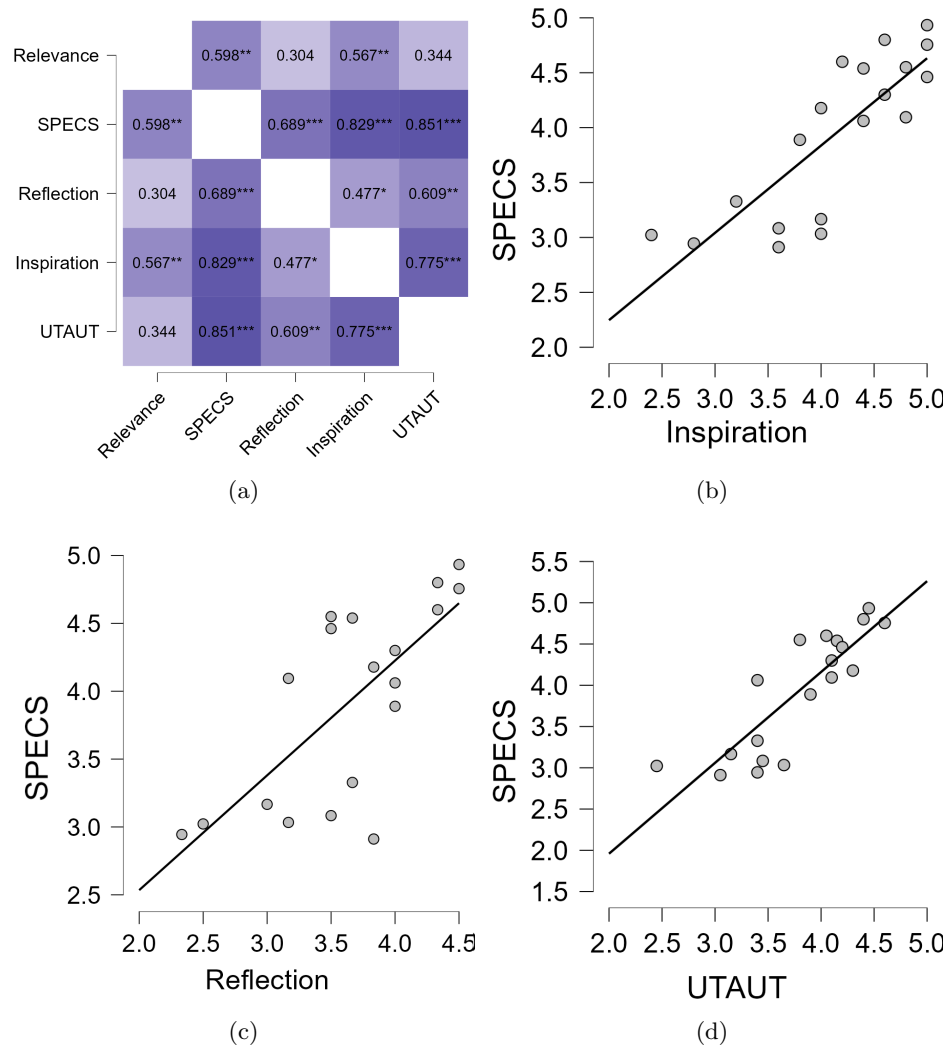 Relevance 0.598** 0.304 0.567** 0.344
SPECS 0.598** 0.689*** 0.829*** 0.851***
Reflection 0.304 0.689*** 0.477* 0.609**
Inspiration 0.567** 0.829*** 0.477* 0.775***
UTAUT 0.344 0.851*** 0.609** 0.775***
Relevance SPECS Reflection Inspiration UTAUT
(a)
5.0
4.5
4.0
3.5
3.0
2.5
2.0
SPECS
2.0 2.5 3.0 3.5 4.0 4.5 5.0
Inspiration
(b)
5.0
4.5
4.0
3.5
3.0
2.5
SPECS
2.0 2.5 3.0 3.5 4.0 4.5
Reflection
(c)
5.5
5.0
4.5
4.0
3.5
3.0
2.5
2.0
1.5
SPECS
2.0 2.5 3.0 3.5 4.0 4.5 5.0
UTAUT
(d)